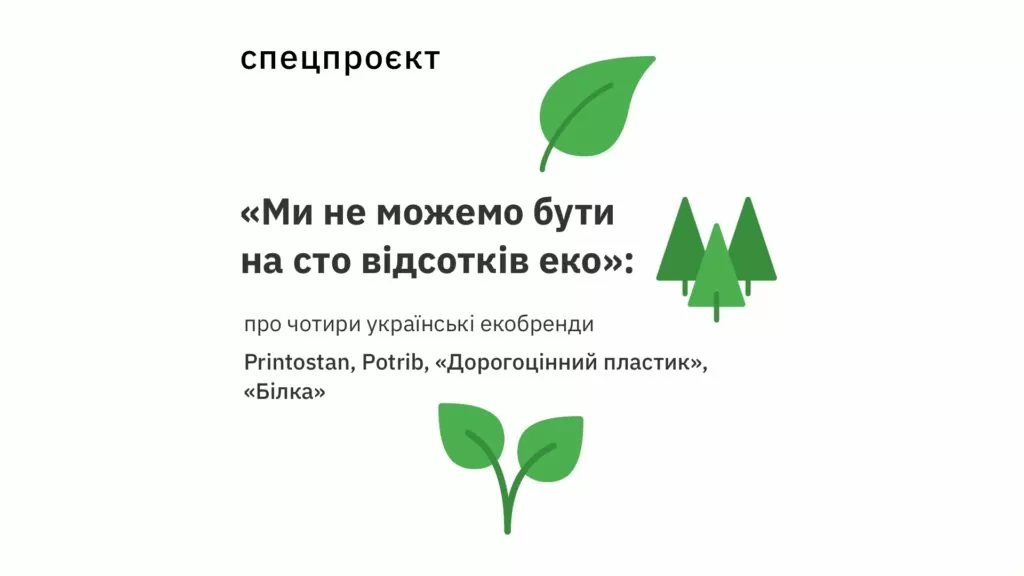 спецпроєкт
«Ми не можемо бути
на сто відсотків еко»:
про чотири українські екобренди
Printostan, Potrib, «Дорогоцінний пластик»,
«Білка»